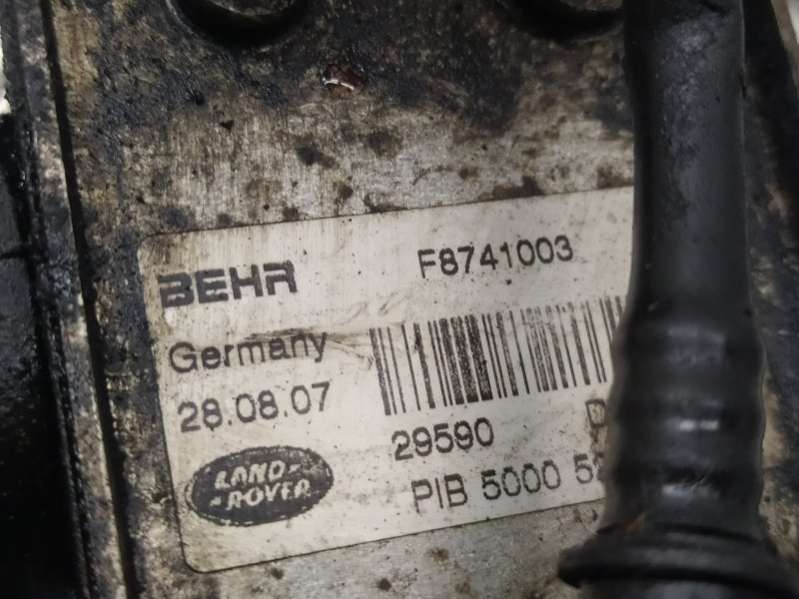 BEHR F8741003
Germany
28.08.07
29590 D
LAND-
-ROVER
PIB 5000